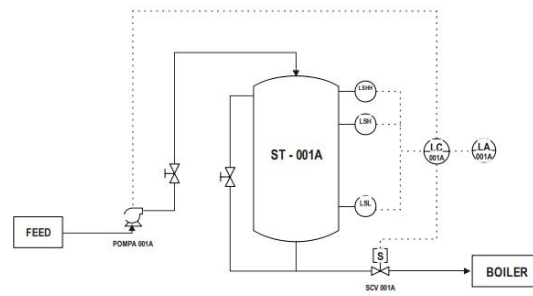 LSHH
LSH
ST - 001A
LC
001A
LA
001A
LSL
FEED
POMPA 001A
S
SCV 001A
BOILER